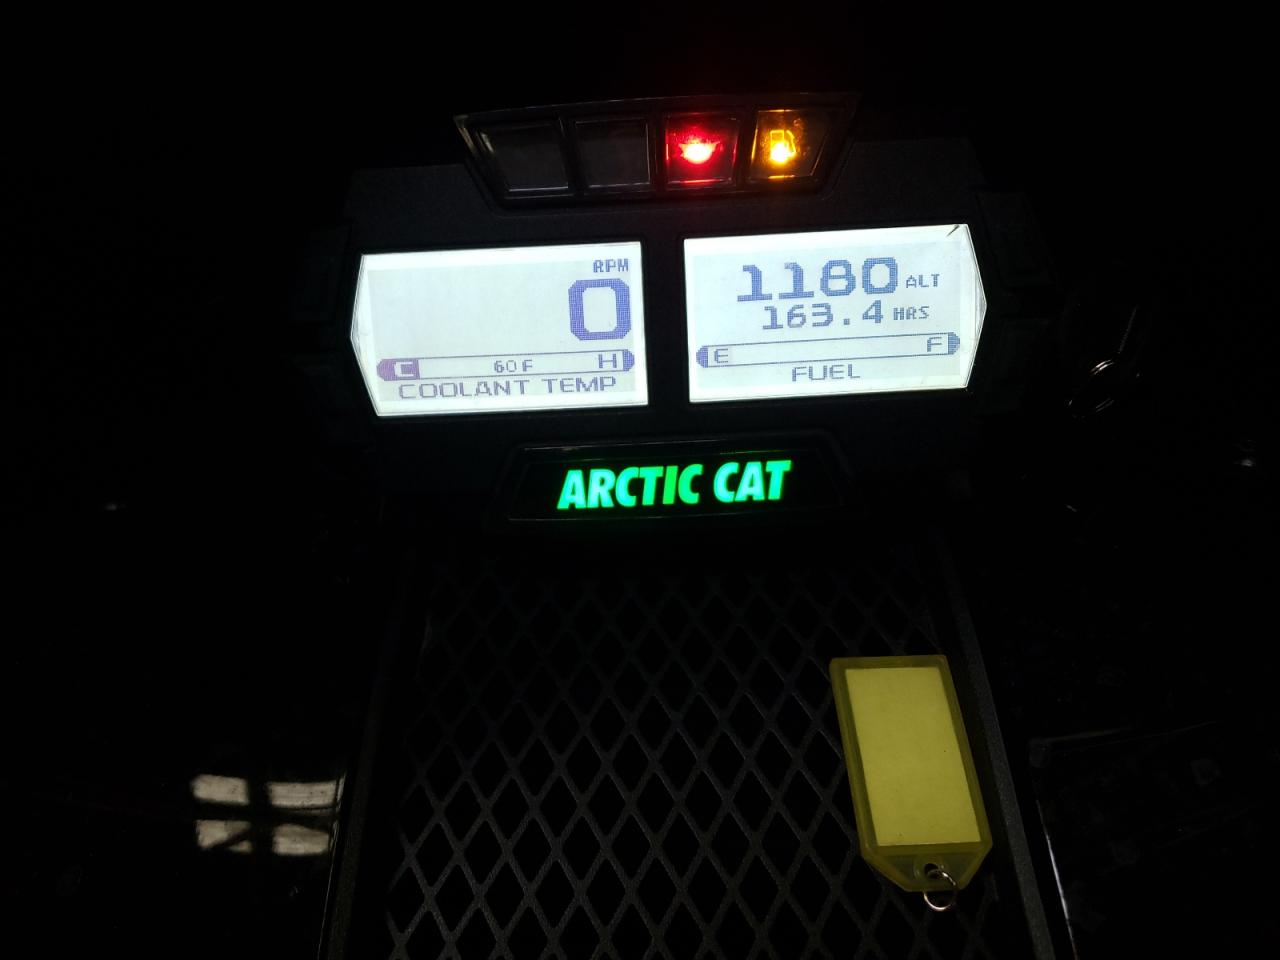 RPM
0
C 60F H
COOLANT TEMP
1180 ALT
163.4 HRS
E F
FUEL
ARCTIC CAT